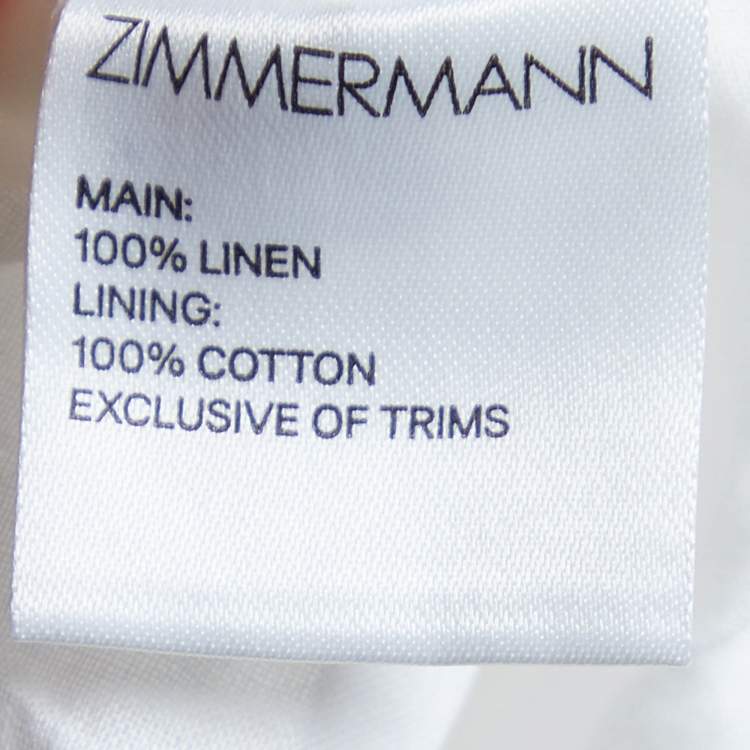 ZIMMERMANN
MAIN:
100% LINEN
LINING:
100% COTTON
EXCLUSIVE OF TRIMS